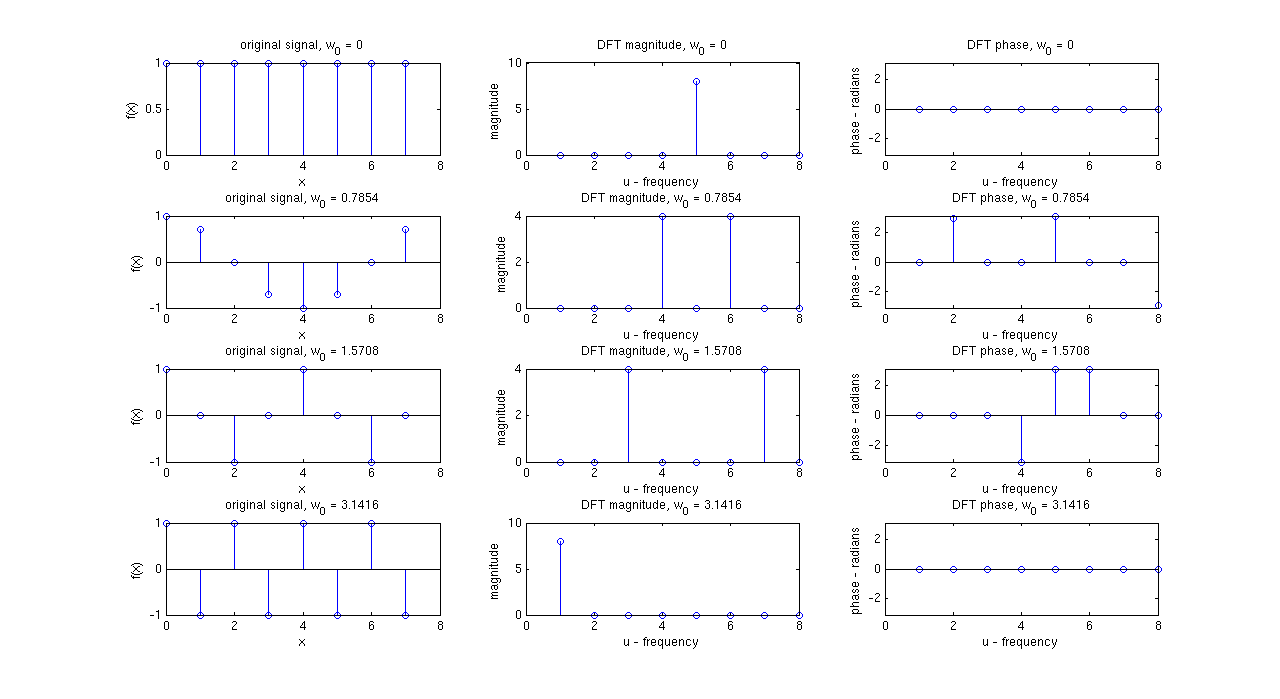 original signal, w0 = 0
DFT magnitude, w0 = 0
DFT phase, w0 = 0
1
0.5
0
f(x)
0 2 4 6 8
x
10
5
0
magnitude
0 2 4 6 8
u - frequency
2
0
-2
phase - radians
0 2 4 6 8
u - frequency
original signal, w0 = 0.7854
DFT magnitude, w0 = 0.7854
DFT phase, w0 = 0.7854
1
0
-1
f(x)
0 2 4 6 8
x
4
2
0
magnitude
0 2 4 6 8
u - frequency
2
0
-2
phase - radians
0 2 4 6 8
u - frequency
original signal, w0 = 1.5708
DFT magnitude, w0 = 1.5708
DFT phase, w0 = 1.5708
1
0
-1
f(x)
0 2 4 6 8
x
4
2
0
magnitude
0 2 4 6 8
u - frequency
2
0
-2
phase - radians
0 2 4 6 8
u - frequency
original signal, w0 = 3.1416
DFT magnitude, w0 = 3.1416
DFT phase, w0 = 3.1416
1
0
-1
f(x)
0 2 4 6 8
x
10
5
0
magnitude
0 2 4 6 8
u - frequency
2
0
-2
phase - radians
0 2 4 6 8
u - frequency